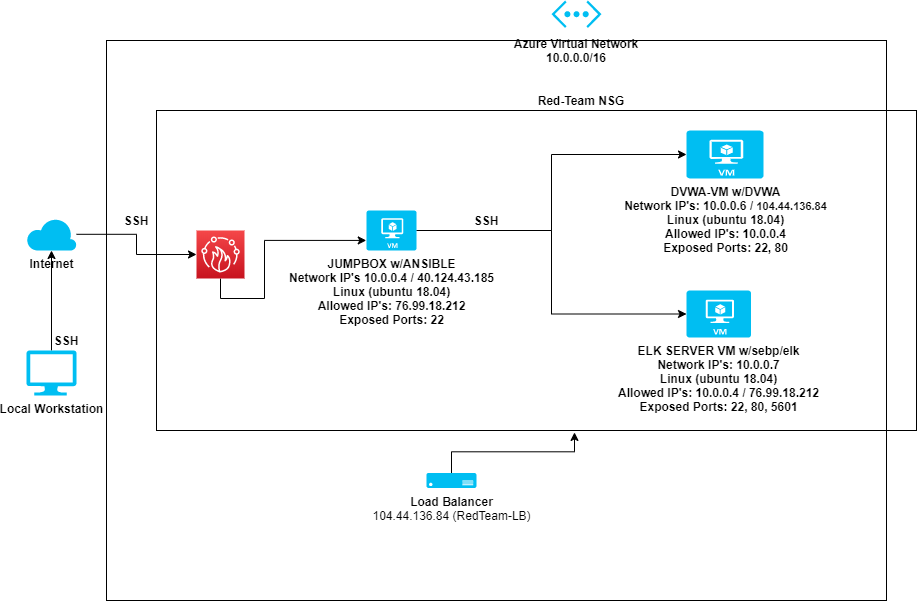 Azure Virtual Network
10.0.0.0/16
Red-Team NSG
SSH
Internet
SSH
Local Workstation
VM
JUMPBOX w/ANSIBLE
Network IP's 10.0.0.4 / 40.124.43.185
Linux (ubuntu 18.04)
Allowed IP's: 76.99.18.212
Exposed Ports: 22
SSH
VM
DVWA-VM w/DVWA
Network IP's: 10.0.0.6 / 104.44.136.84
Linux (ubuntu 18.04)
Allowed IP's: 10.0.0.4
Exposed Ports: 22, 80
VM
ELK SERVER VM w/sebp/elk
Network IP's: 10.0.0.7
Linux (ubuntu 18.04)
Allowed IP's: 10.0.0.4 / 76.99.18.212
Exposed Ports: 22, 80, 5601
Load Balancer
104.44.136.84 (RedTeam-LB)